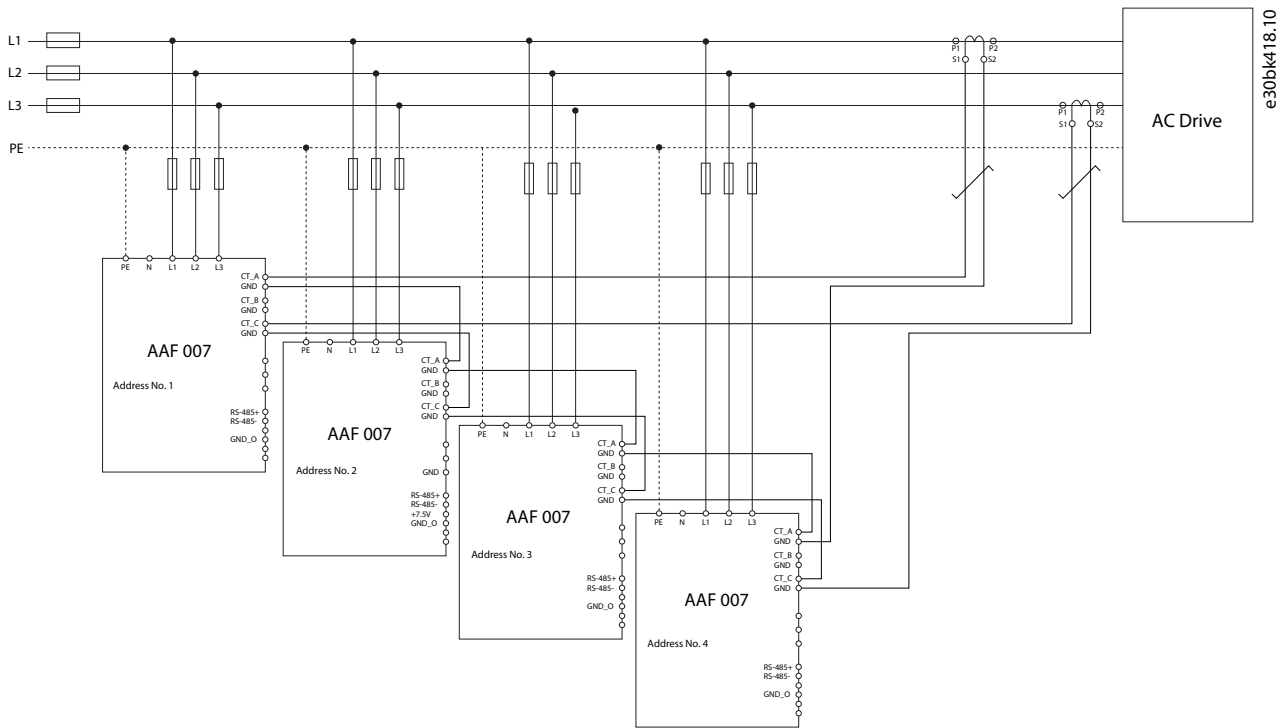 e30bk418.10
L1
P1
P2
S1
S2
L2
L3
P1
P2
S1
S2
AC Drive
PE
PE
N
L1
L2
L3
CT_A
GND
CT_B
GND
CT_C
GND
AAF 007
Address No. 1
RS-485+
RS-485-
GND_O
PE
N
L1
L2
L3
CT_A
GND
CT_B
GND
CT_C
GND
AAF 007
Address No. 2
GND
RS-485+
RS-485-
+7.5V
GND_O
PE
N
L1
L2
L3
CT_A
GND
CT_B
GND
CT_C
GND
AAF 007
Address No. 3
RS-485+
RS-485-
GND_O
PE
N
L1
L2
L3
CT_A
GND
CT_B
GND
CT_C
GND
AAF 007
Address No. 4
RS-485+
RS-485-
GND_O